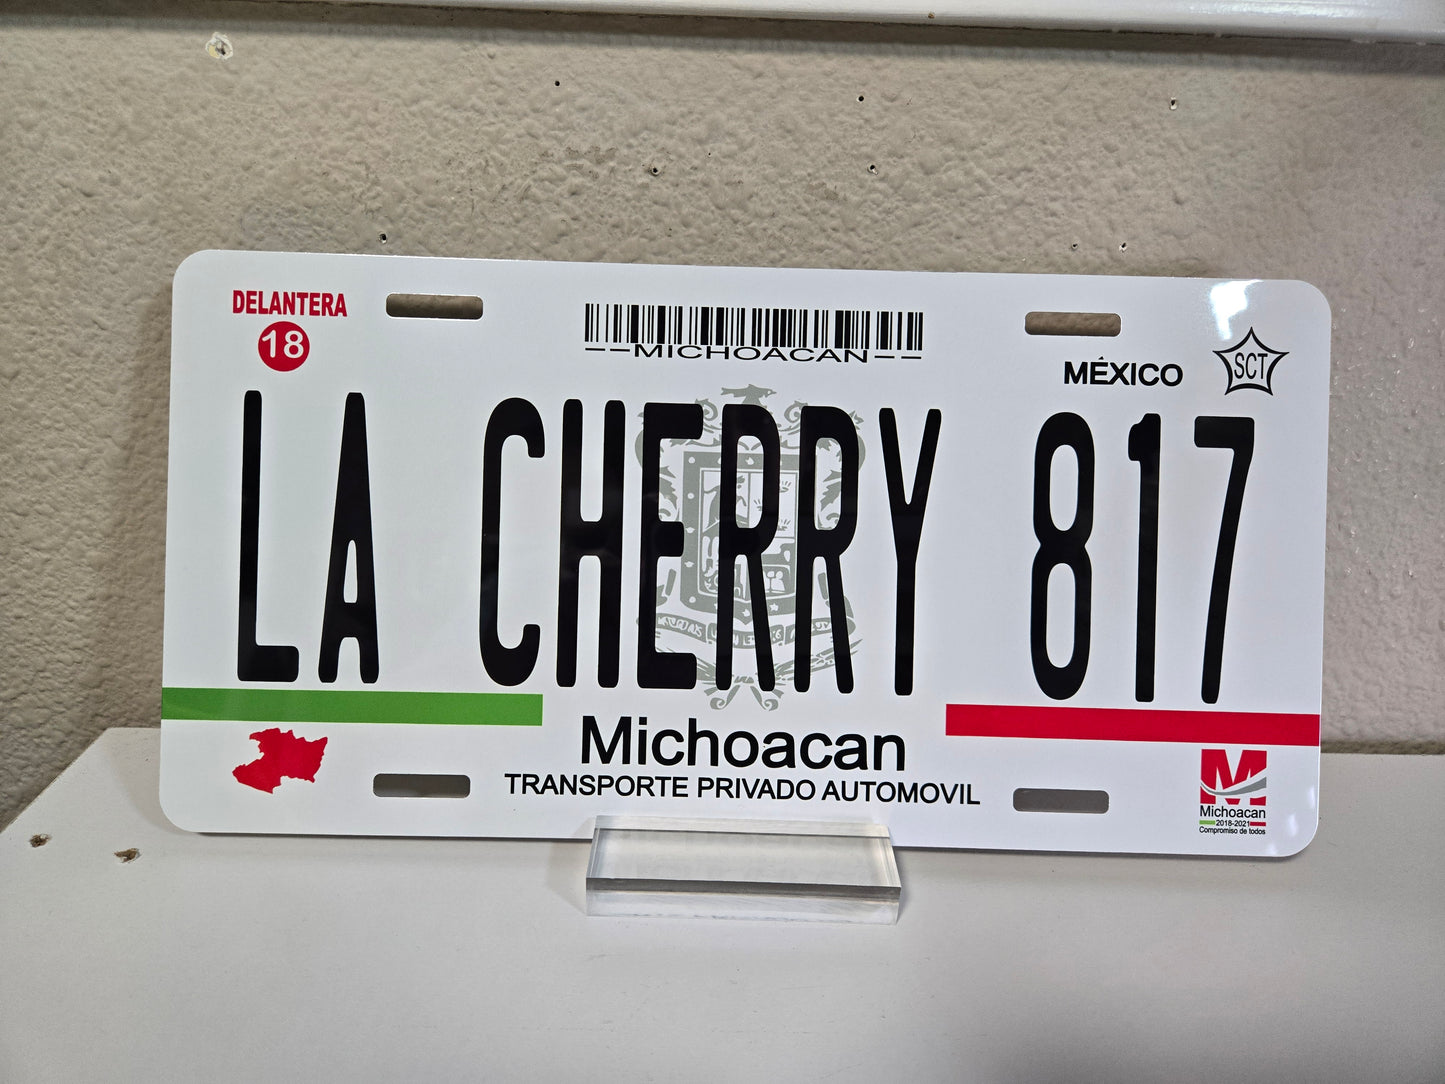 DELANTERA
18
--MICHOACAN--
MÉXICO
SCT
LA CHERRY 817
Michoacan
TRANSPORTE PRIVADO AUTOMOVIL
M
Michoacan
2018-2021
Compromiso de todos